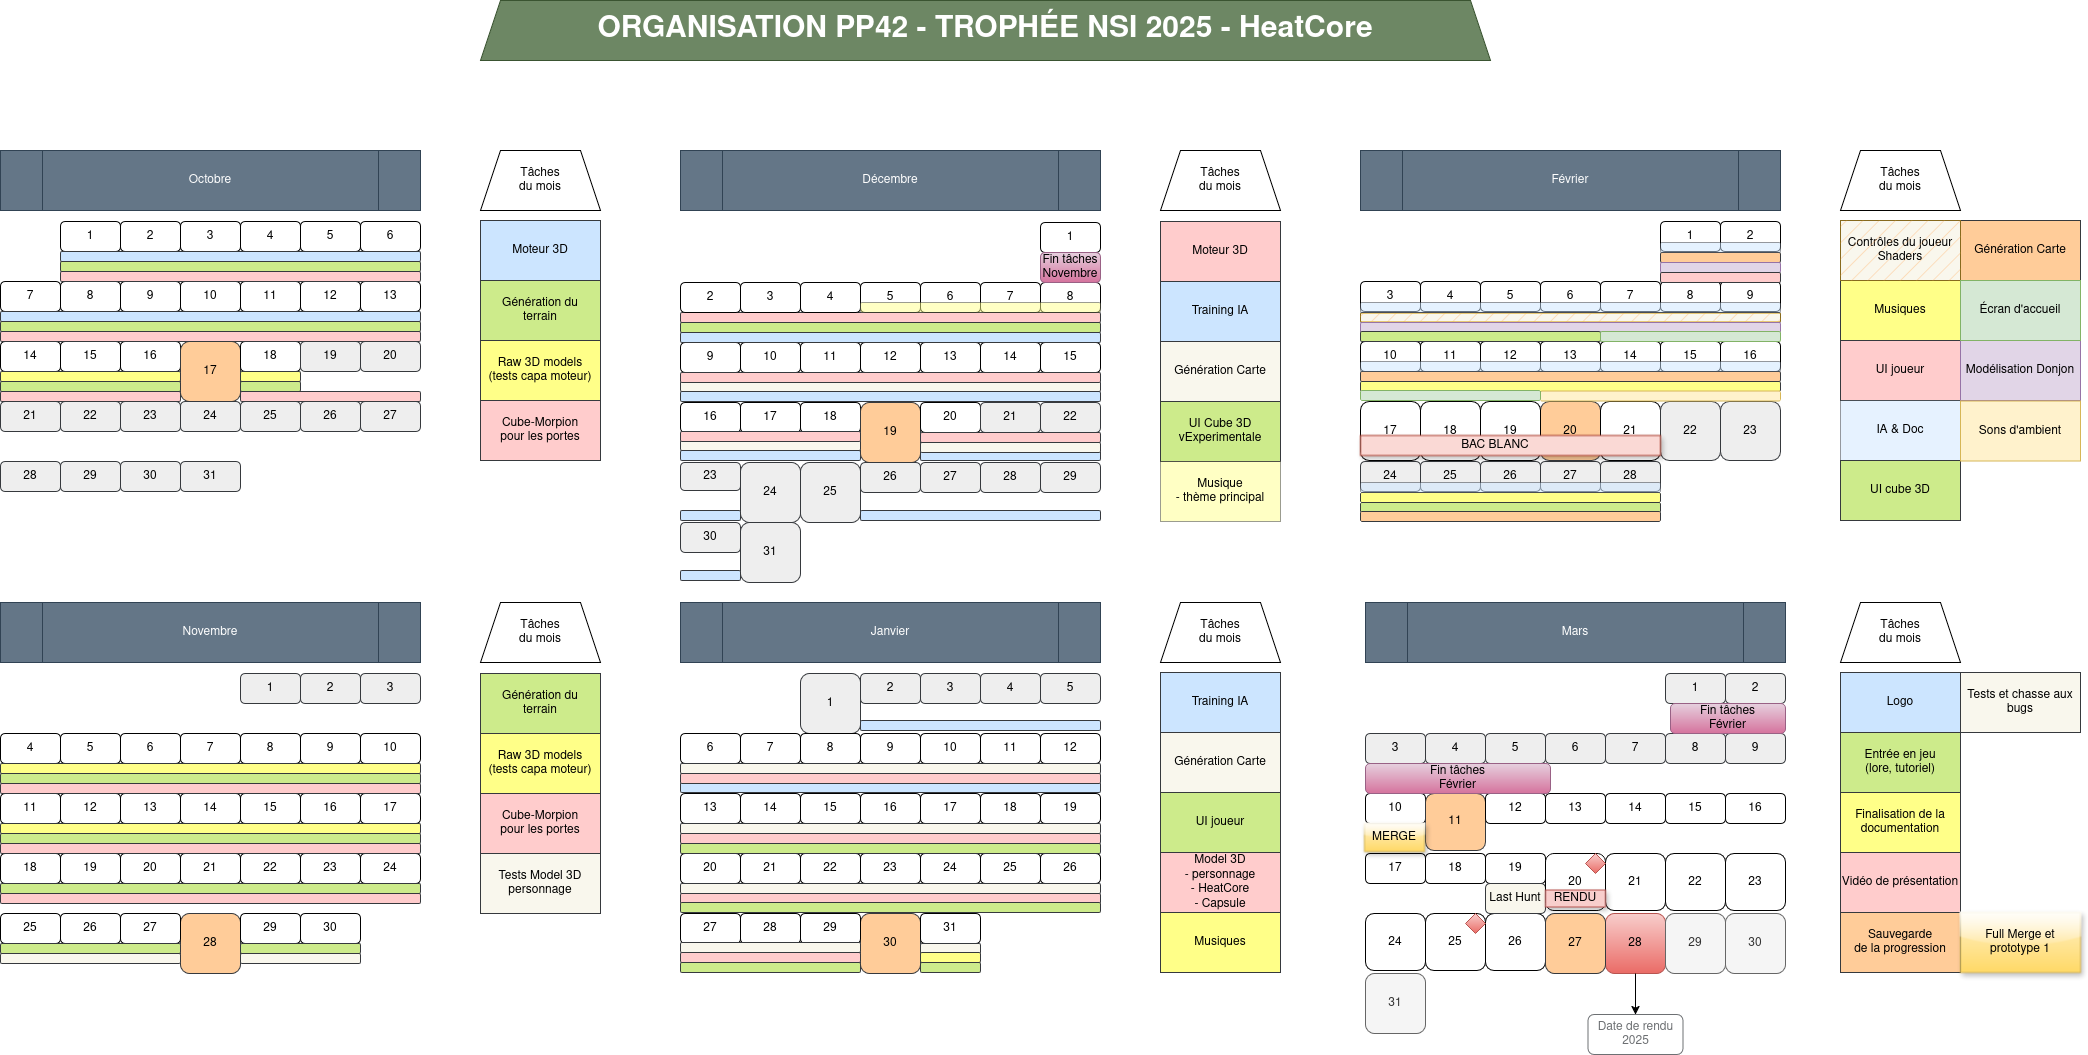 ORGANISATION PP42 - TROPHÉE NSI 2025 - HeatCore
Octobre
Tâches
du mois
1 2 3 4 5 6
7 8 9 10 11 12 13
14 15 16 17 18 19 20
21 22 23 24 25 26 27
28 29 30 31
Moteur 3D
Génération du
terrain
Raw 3D models
(tests capa moteur)
Cube-Morpion
pour les portes
Décembre
Tâches
du mois
1
Fin tâches
Novembre
2 3 4 5 6 7 8
9 10 11 12 13 14 15
16 17 18 19 20 21 22
23 24 25 26 27 28 29
30 31
Moteur 3D
Training IA
Génération Carte
UI Cube 3D
vExperimentale
Musique
- thème principal
Février
Tâches
du mois
1 2
3 4 5 6 7 8 9
10 11 12 13 14 15 16
17 18 19 20 21 22 23
BAC BLANC
24 25 26 27 28
Contrôles du joueur
Shaders
Génération Carte
Musiques
Écran d'accueil
UI joueur
Modélisation Donjon
IA & Doc
Sons d'ambient
UI cube 3D
Novembre
Tâches
du mois
1 2 3
4 5 6 7 8 9 10
11 12 13 14 15 16 17
18 19 20 21 22 23 24
25 26 27 28 29 30
Génération du
terrain
Raw 3D models
(tests capa moteur)
Cube-Morpion
pour les portes
Tests Model 3D
personnage
Janvier
Tâches
du mois
1 2 3 4 5
6 7 8 9 10 11 12
13 14 15 16 17 18 19
20 21 22 23 24 25 26
27 28 29 30 31
Training IA
Génération Carte
UI joueur
Model 3D
- personnage
- HeatCore
- Capsule
Musiques
Mars
Tâches
du mois
1 2
Fin tâches
Février
3 4 5 6 7 8 9
Fin tâches
Février
10 11 12 13 14 15 16
MERGE
17 18 19 20 21 22 23
Last Hunt RENDU
24 25 26 27 28 29 30
31
Date de rendu
2025
Logo
Tests et chasse aux
bugs
Entrée en jeu
(lore, tutoriel)
Finalisation de la
documentation
Vidéo de présentation
Sauvegarde
de la progression
Full Merge et
prototype 1